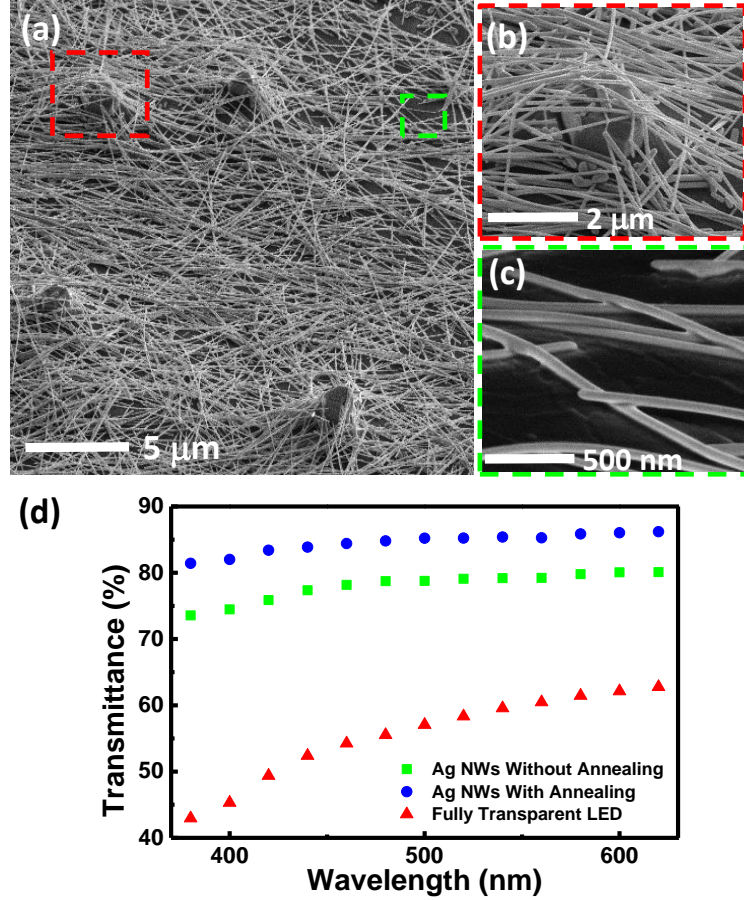 (a)
(b)
2 μm
(c)
5 μm
500 nm
(d)
90
80
70
60
50
40
Transmittance (%)
Ag NWs Without Annealing
Ag NWs With Annealing
Fully Transparent LED
400
500
600
Wavelength (nm)